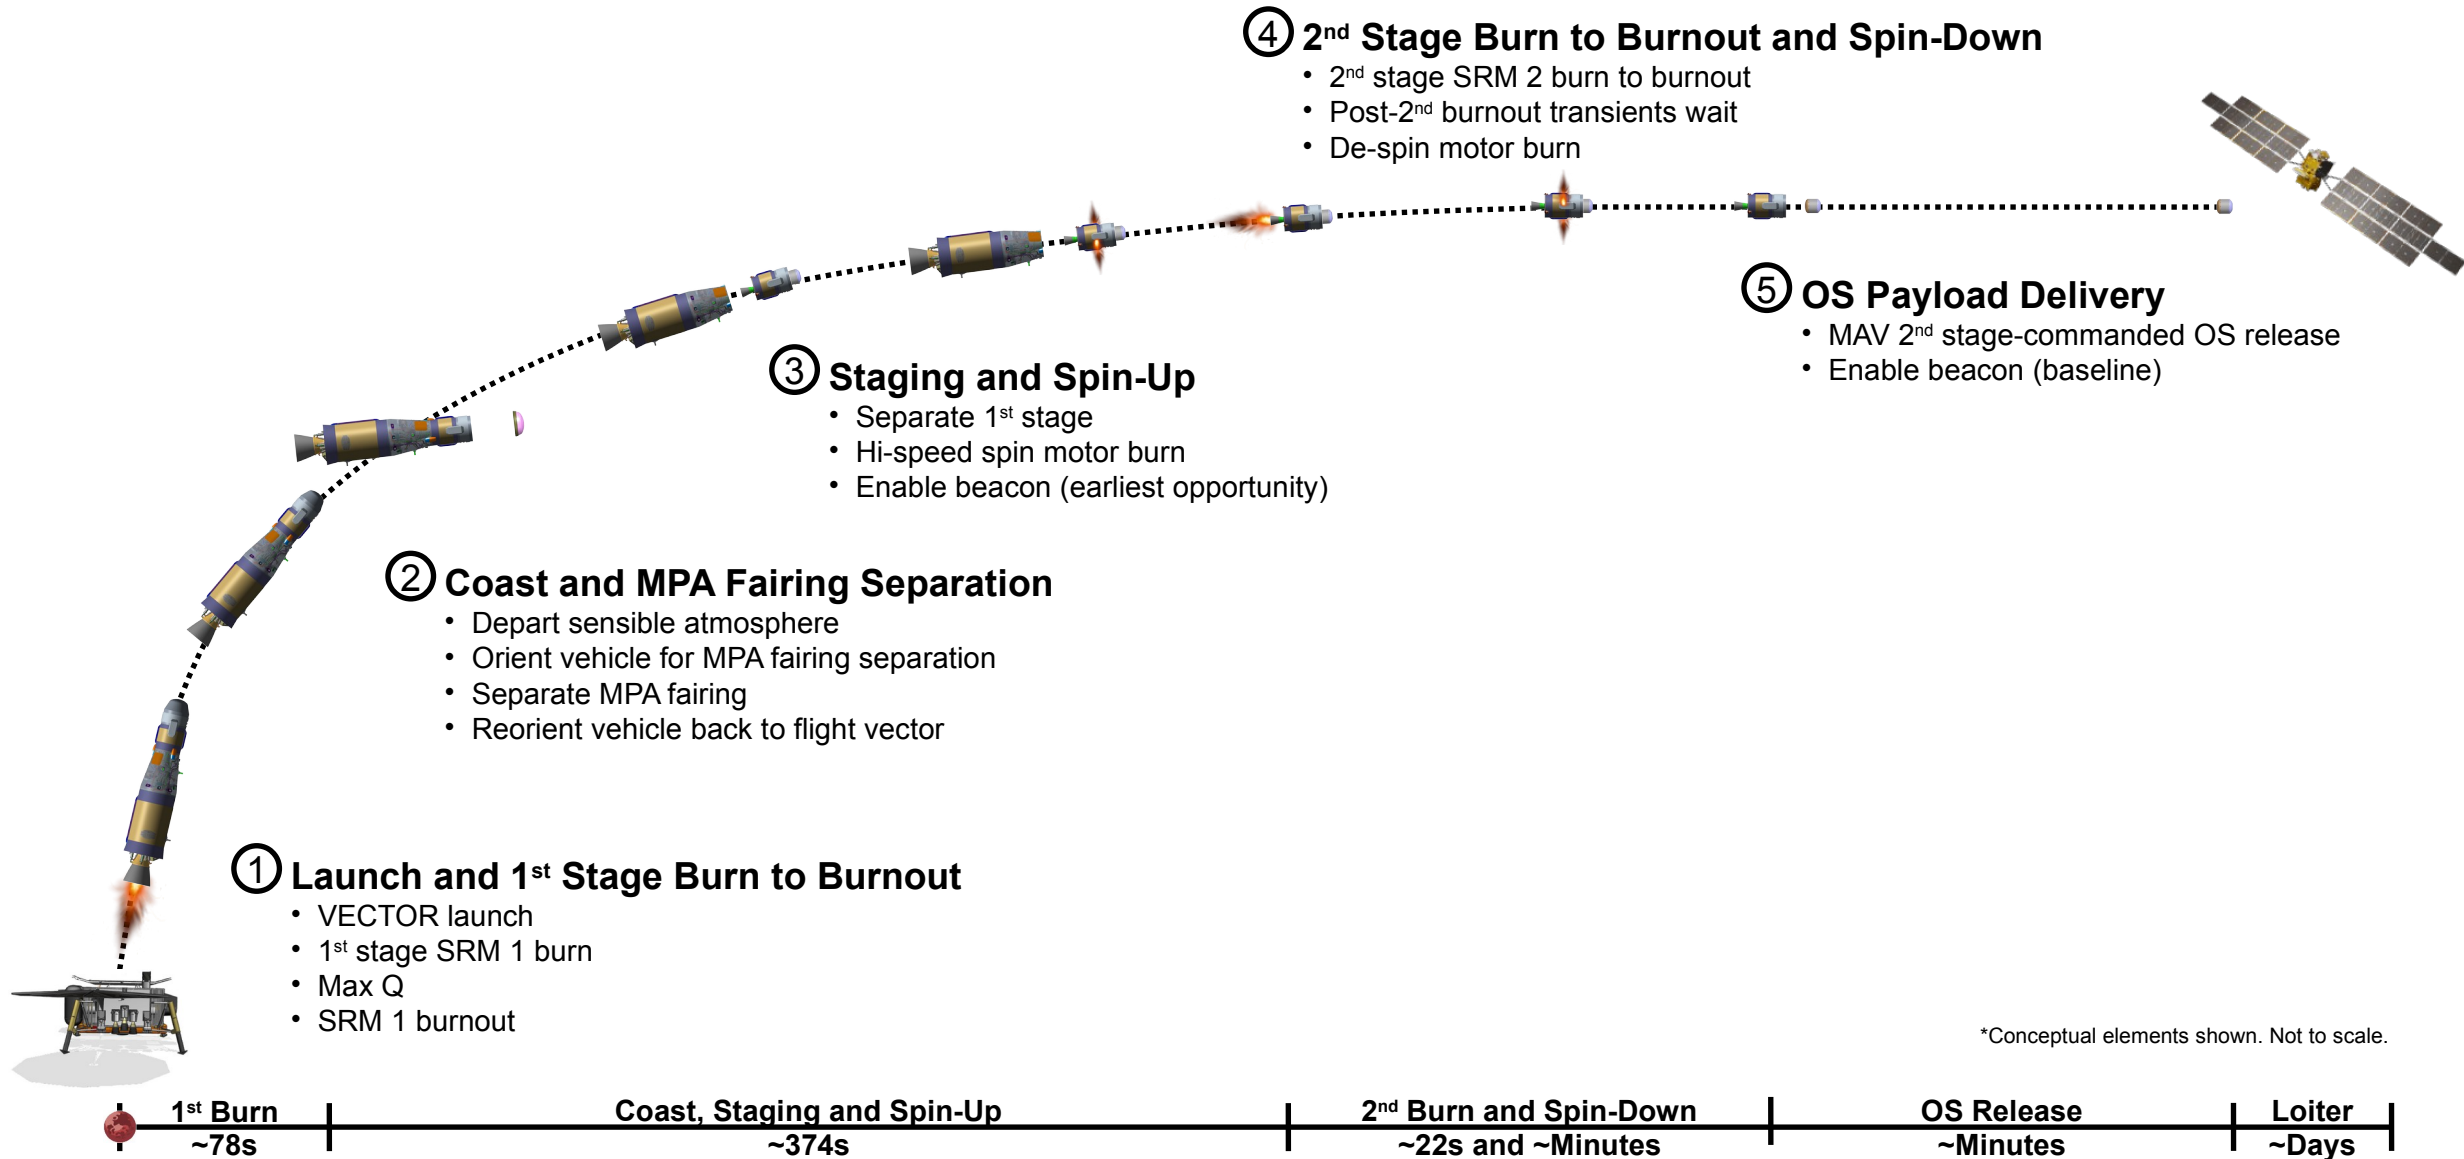 ④ 2nd Stage Burn to Burnout and Spin-Down
• 2nd stage SRM 2 burn to burnout
• Post-2nd burnout transients wait
• De-spin motor burn
⑤ OS Payload Delivery
• MAV 2nd stage-commanded OS release
• Enable beacon (baseline)
③ Staging and Spin-Up
• Separate 1st stage
• Hi-speed spin motor burn
• Enable beacon (earliest opportunity)
② Coast and MPA Fairing Separation
• Depart sensible atmosphere
• Orient vehicle for MPA fairing separation
• Separate MPA fairing
• Reorient vehicle back to flight vector
① Launch and 1st Stage Burn to Burnout
• VECTOR launch
• 1st stage SRM 1 burn
• Max Q
• SRM 1 burnout
*Conceptual elements shown. Not to scale.
1st Burn
~78s
Coast, Staging and Spin-Up
~374s
2nd Burn and Spin-Down
~22s and ~Minutes
OS Release
~Minutes
Loiter
~Days